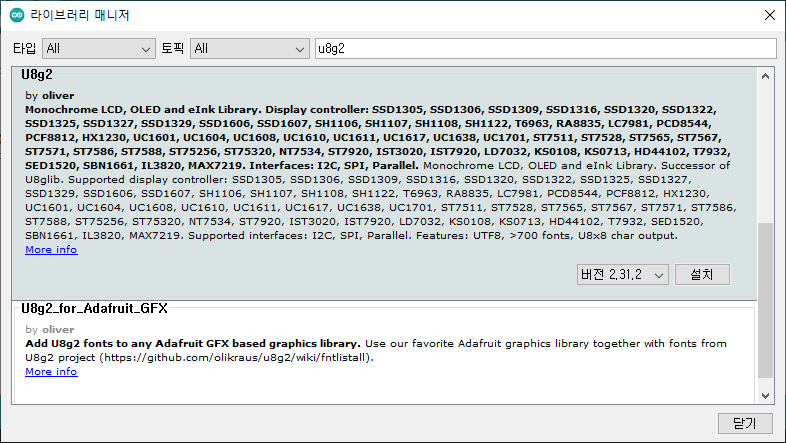 라이브러리 매니저
타입 All 토픽 All u8g2
U8g2
by oliver
Monochrome LCD, OLED and eInk Library. Display controller: SSD1305, SSD1306, SSD1309, SSD1316, SSD1320, SSD1322,
SSD1325, SSD1327, SSD1329, SSD1606, SSD1607, SH1106, SH1107, SH1108, SH1122, T6963, RA8835, LC7981, PCD8544,
PCF8812, HX1230, UC1601, UC1604, UC1608, UC1610, UC1611, UC1617, UC1638, UC1701, ST7511, ST7528, ST7565, ST7567,
ST7571, ST7586, ST7588, ST75256, ST75320, NT7534, ST7920, IST3020, IST7920, LD7032, KS0108, KS0713, HD44102, T7932,
SED1520, SBN1661, IL3820, MAX7219. Interfaces: I2C, SPI, Parallel. Monochrome LCD, OLED and eInk Library. Successor of
U8glib. Supported display controller: SSD1305, SSD1306, SSD1309, SSD1316, SSD1320, SSD1322, SSD1325, SSD1327,
SSD1329, SSD1606, SSD1607, SH1106, SH1107, SH1108, SH1122, T6963, RA8835, LC7981, PCD8544, PCF8812, HX1230,
UC1601, UC1604, UC1608, UC1610, UC1611, UC1617, UC1638, UC1701, ST7511, ST7528, ST7565, ST7567, ST7571, ST7586,
ST7588, ST75256, ST75320, NT7534, ST7920, IST3020, IST7920, LD7032, KS0108, KS0713, HD44102, T7932, SED1520,
SBN1661, IL3820, MAX7219. Supported interfaces: I2C, SPI, Parallel. Features: UTF8, >700 fonts, U8x8 char output.
More info
버전 2.31.2 설치
U8g2_for_Adafruit_GFX
by oliver
Add U8g2 fonts to any Adafruit GFX based graphics library. Use our favorite Adafruit graphics library together with fonts from
U8g2 project (https://github.com/olikraus/u8g2/wiki/fntlistall).
More info
닫기